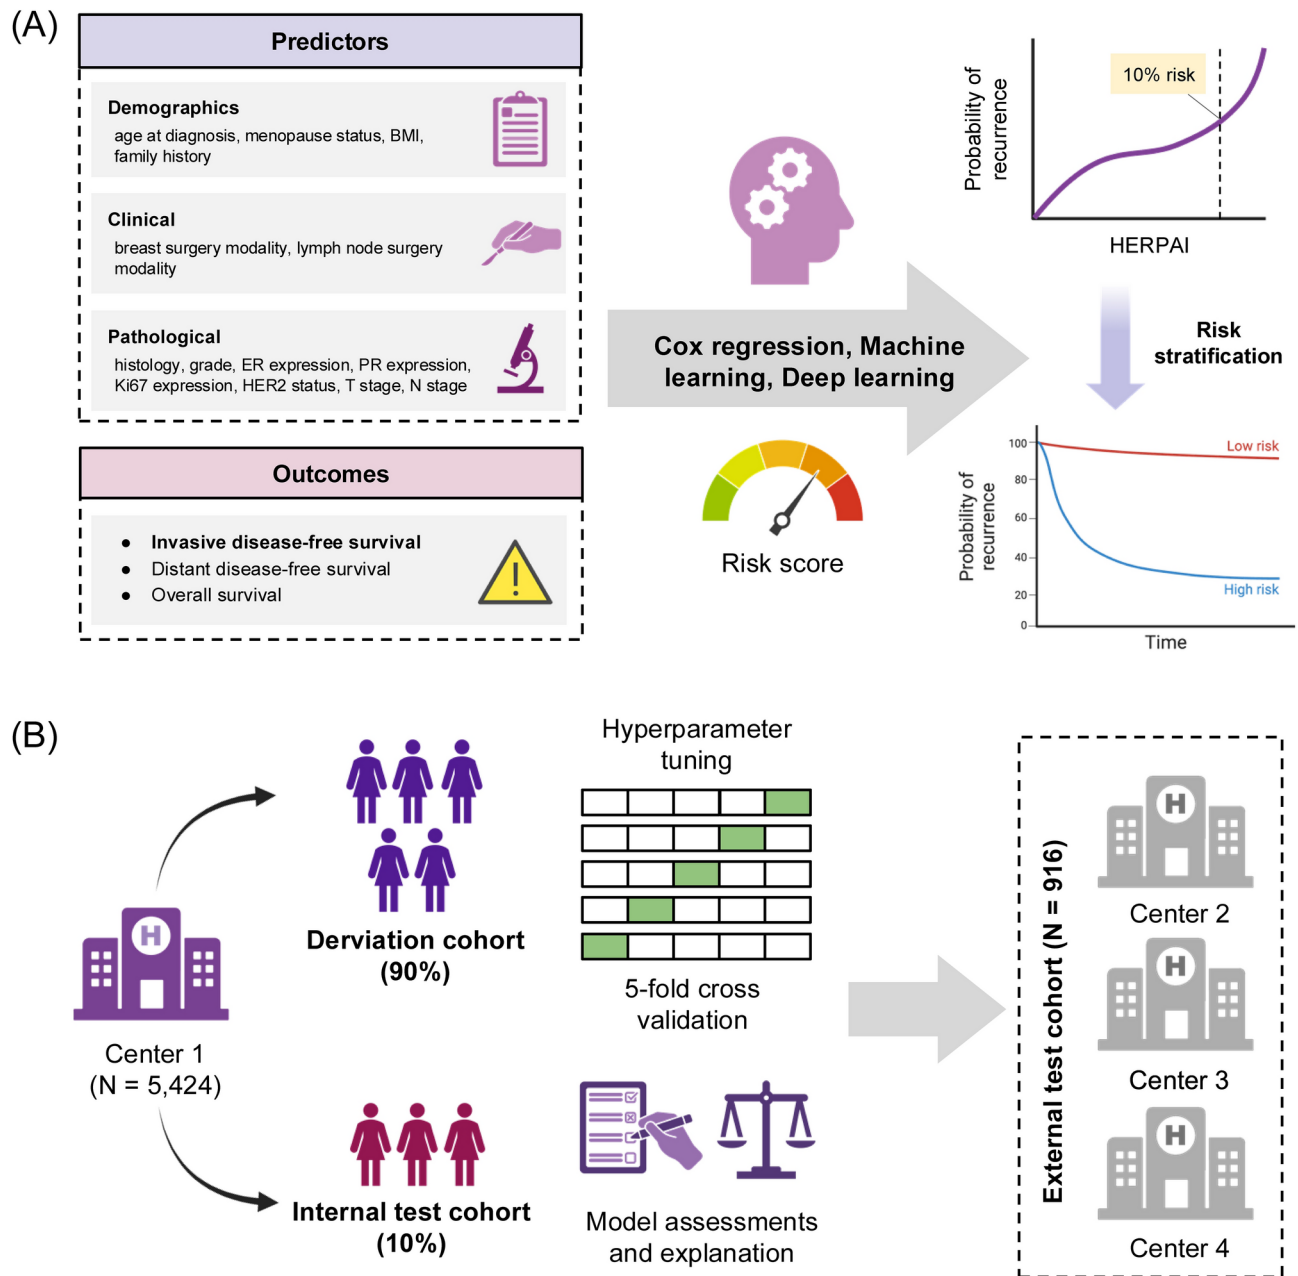 (A)
Predictors
Demographics
age at diagnosis, menopause status, BMI,
family history
Clinical
breast surgery modality, lymph node surgery
modality
Pathological
histology, grade, ER expression, PR expression,
Ki67 expression, HER2 status, T stage, N stage
Outcomes
● Invasive disease-free survival
● Distant disease-free survival
● Overall survival
Cox regression, Machine
learning, Deep learning
Risk score
Probability of
recurrence
10% risk
HERPAI
Risk
stratification
Probability of
recurrence
100
80
60
40
20
0
Low risk
High risk
Time
(B)
H
Center 1
(N = 5,424)
Derviation cohort
(90%)
Internal test cohort
(10%)
Hyperparameter
tuning
5-fold cross
validation
Model assessments
and explanation
External test cohort (N = 916)
H
Center 2
H
Center 3
H
Center 4